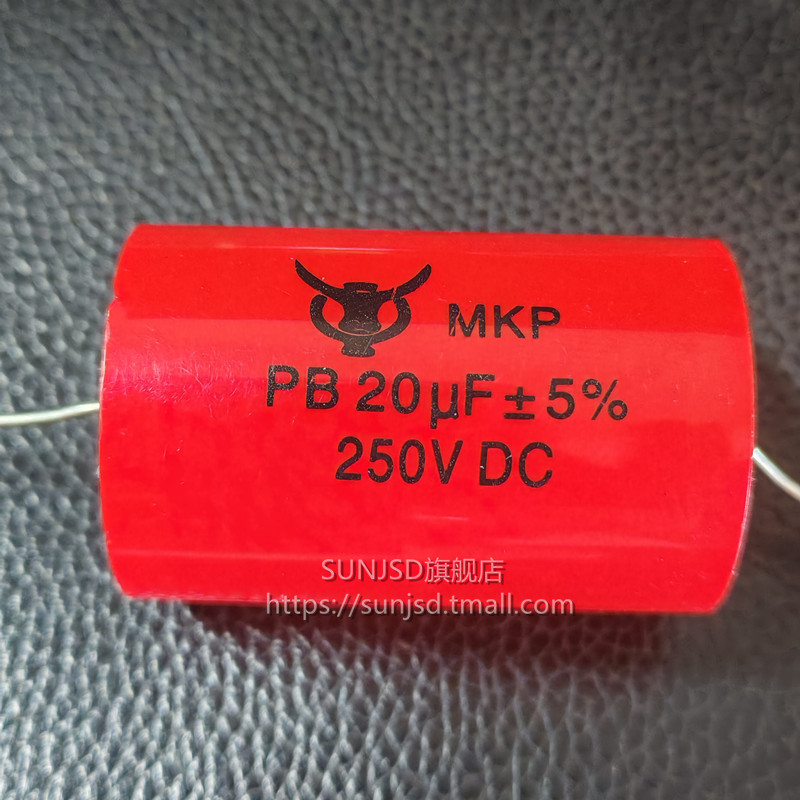 MKP
PB 20µF ± 5%
250V DC
SUNJSD旗舰店
https://sunjsd.tmall.com